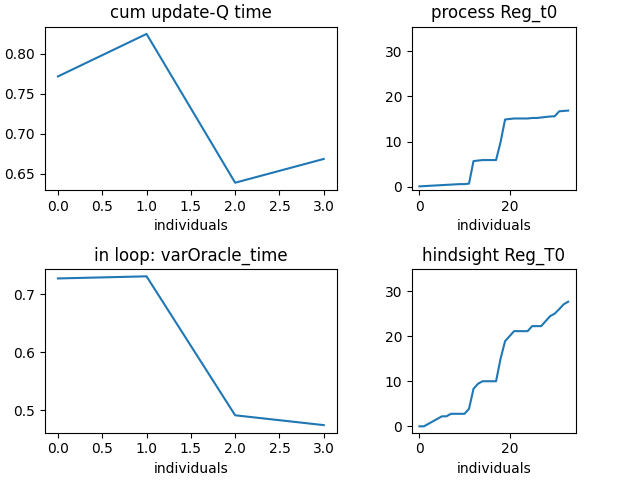 cum update-Q time
0.80
0.75
0.70
0.65
0.0 0.5 1.0 1.5 2.0 2.5 3.0
individuals
process Reg_t0
30
20
10
0
0 20
individuals
in loop: varOracle_time
0.7
0.6
0.5
0.0 0.5 1.0 1.5 2.0 2.5 3.0
individuals
hindsight Reg_T0
30
20
10
0
0 20
individuals